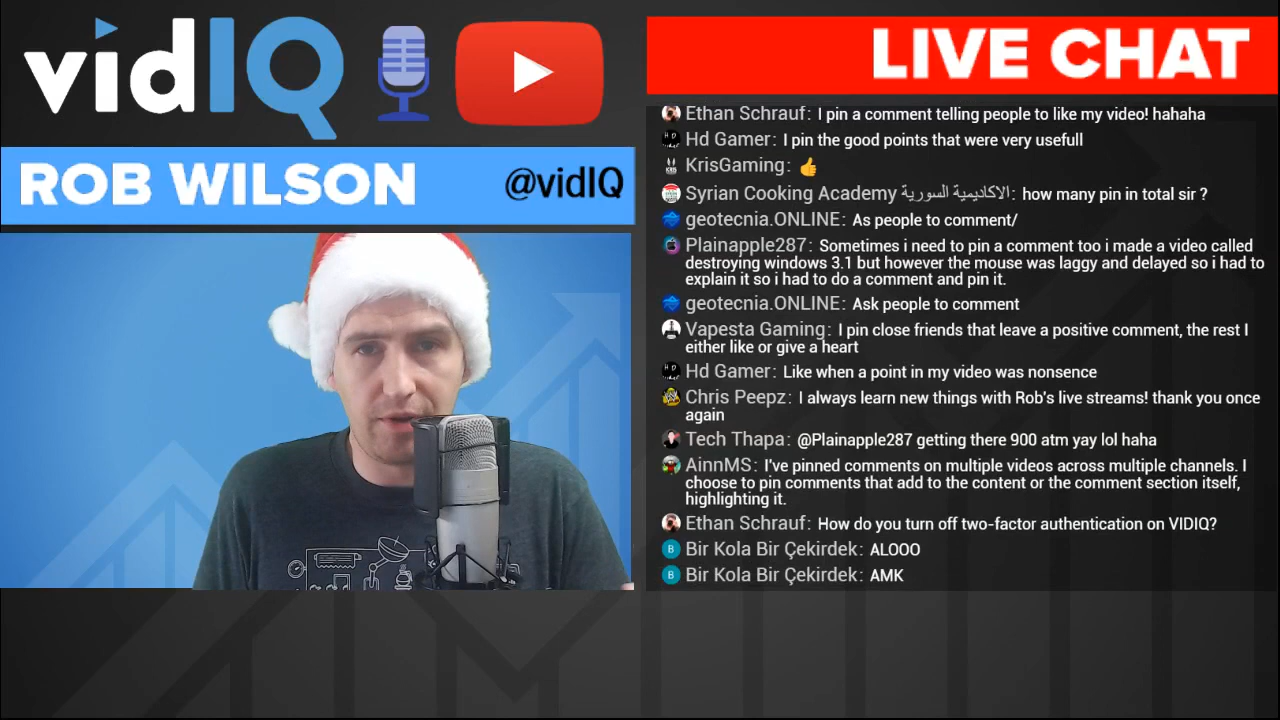 vidIQ
ROB WILSON
@vidIQ
LIVE CHAT
Ethan Schrauf: I pin a comment telling people to like my video! hahaha
Hd Gamer: I pin the good points that were very usefull
KrisGaming: 👍
Syrian Cooking Academy الاكاديمية السورية: how many pin in total sir ?
geotecnia.ONLINE: As people to comment/
Plainapple287: Sometimes i need to pin a comment too i made a video called
destroying windows 3.1 but however the mouse was laggy and delayed so i had to
explain it so i had to do a comment and pin it.
geotecnia.ONLINE: Ask people to comment
Vapesta Gaming: I pin close friends that leave a positive comment, the rest I
either like or give a heart
Hd Gamer: Like when a point in my video was nonsence
Chris Peepz: I always learn new things with Rob's live streams! thank you once
again
Tech Thapa: @Plainapple287 getting there 900 atm yay lol haha
AinnMS: I've pinned comments on multiple videos across multiple channels. I
choose to pin comments that add to the content or the comment section itself,
highlighting it.
Ethan Schrauf: How do you turn off two-factor authentication on VIDIQ?
B Bir Kola Bir Çekirdek: ALOOO
B Bir Kola Bir Çekirdek: AMK